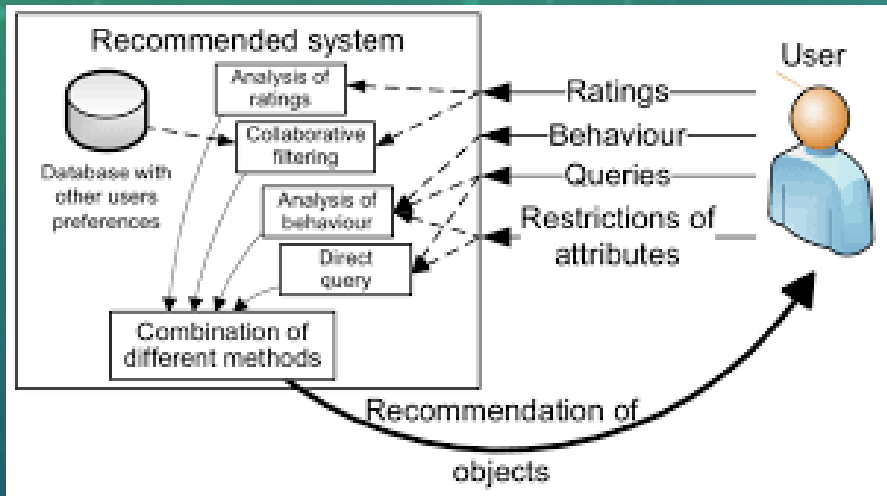 Recommended system
User
Analysis of
ratings
Ratings
Collaborative
filtering
Behaviour
Database with
other users
preferences
Queries
Analysis of
behaviour
Restrictions of
attributes
Direct
query
Combination of
different methods
Recommendation of
objects